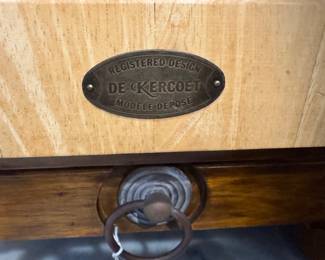 REGISTERED DESIGN
DE KERCOET
MODELE DEPOSE